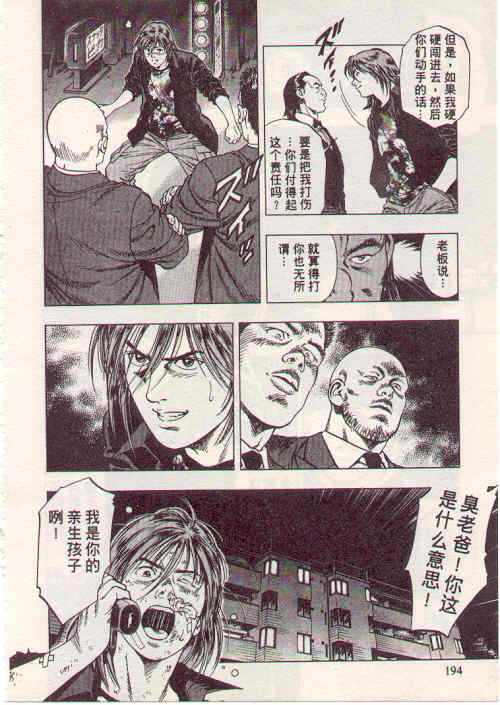 但是，如果我硬
硬闯进去，然后
你们动手的话…
要是把我打伤
…你们付得起
这个责任吗？
老板说…
就算得打
你也无所
谓…
臭老爸！你这
是什么意思！
我是你的
亲生孩子
咧！
194